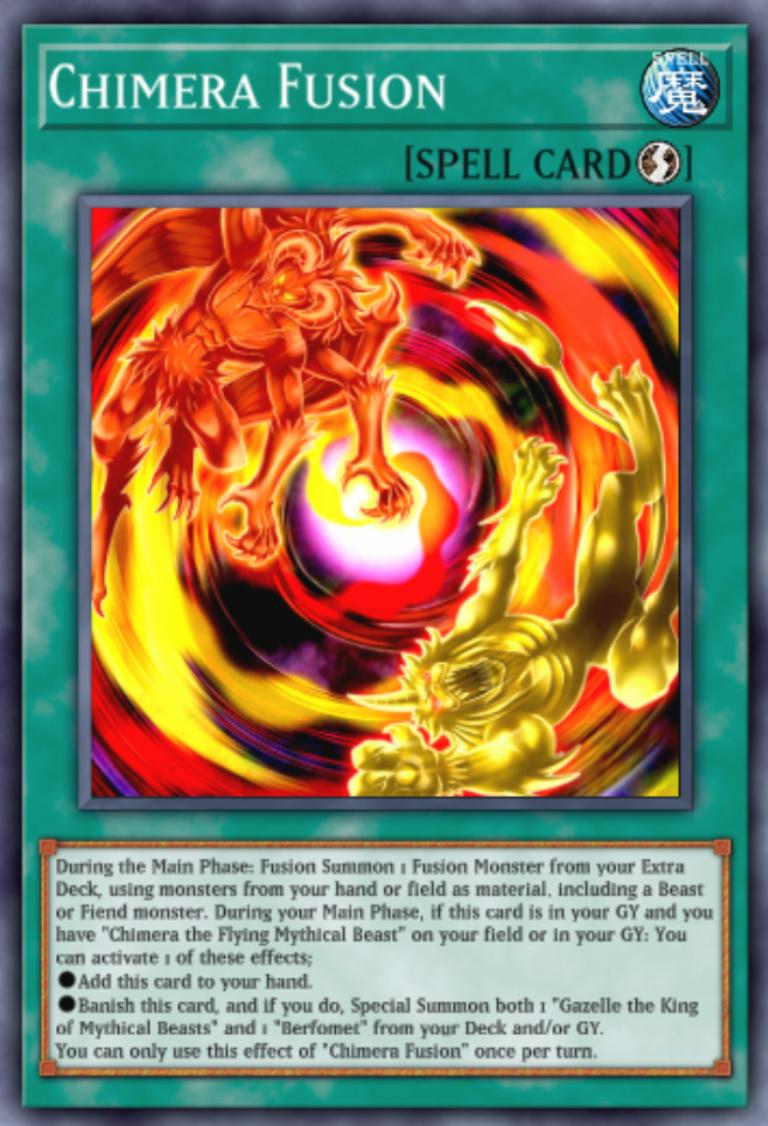 CHIMERA FUSION
SPELL
魔
[SPELL CARD]
During the Main Phase: Fusion Summon 1 Fusion Monster from your Extra
Deck, using monsters from your hand or field as material, including a Beast
or Fiend monster. During your Main Phase, if this card is in your GY and you
have "Chimera the Flying Mythical Beast" on your field or in your GY: You
can activate 1 of these effects;
●Add this card to your hand.
●Banish this card, and if you do, Special Summon both 1 "Gazelle the King
of Mythical Beasts" and 1 "Berfomet" from your Deck and/or GY.
You can only use this effect of "Chimera Fusion" once per turn.